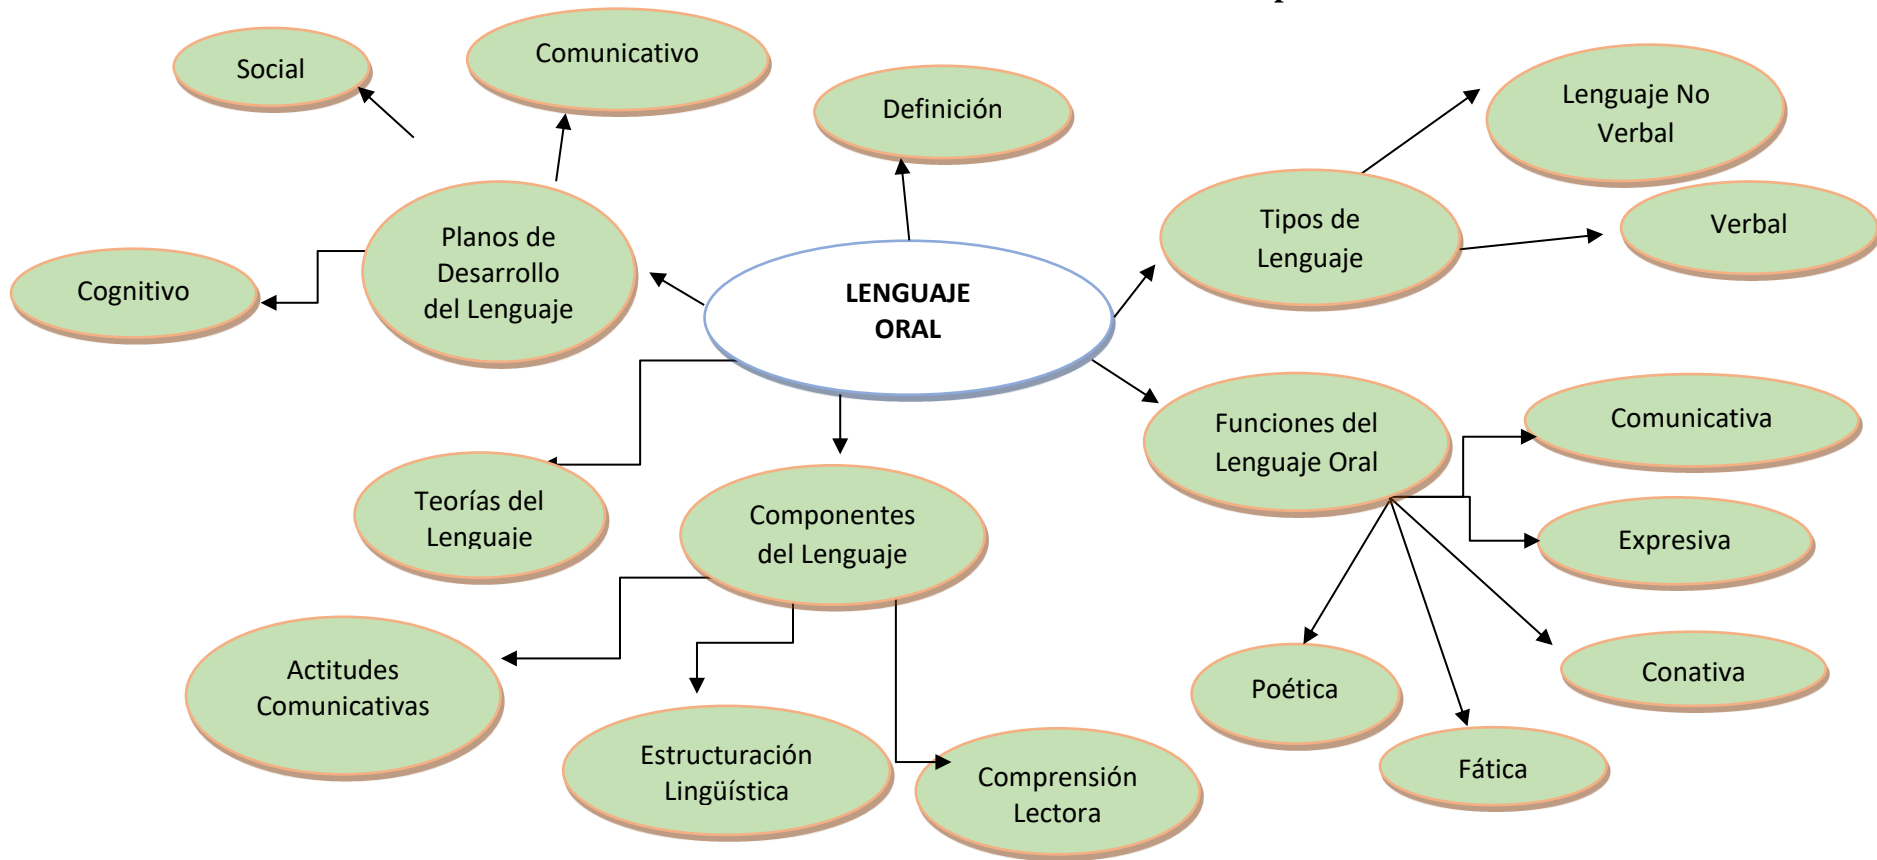 Social
Comunicativo
Definición
Lenguaje No
Verbal
Verbal
Tipos de
Lenguaje
Planos de
Desarrollo
del Lenguaje
Cognitivo
LENGUAJE
ORAL
Funciones del
Lenguaje Oral
Comunicativa
Expresiva
Conativa
Fática
Poética
Teorías del
Lenguaje
Componentes
del Lenguaje
Actitudes
Comunicativas
Estructuración
Lingüística
Comprensión
Lectora